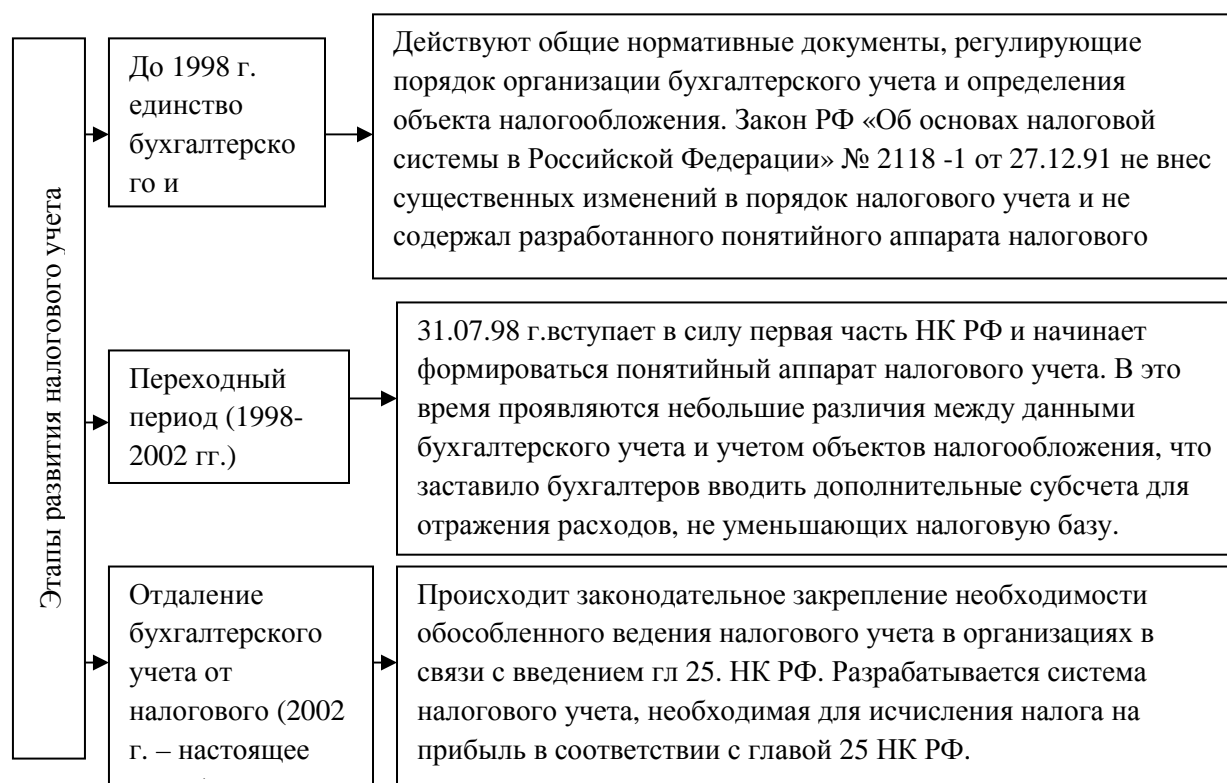 Этапы развития налогового учета
До 1998 г.
единство
бухгалтерско
го и
Действуют общие нормативные документы, регулирующие
порядок организации бухгалтерского учета и определения
объекта налогообложения. Закон РФ «Об основах налоговой
системы в Российской Федерации» № 2118 -1 от 27.12.91 не внес
существенных изменений в порядок налогового учета и не
содержал разработанного понятийного аппарата налогового
Переходный
период (1998-
2002 гг.)
31.07.98 г.вступает в силу первая часть НК РФ и начинает
формироваться понятийный аппарат налогового учета. В это
время проявляются небольшие различия между данными
бухгалтерского учета и учетом объектов налогообложения, что
заставило бухгалтеров вводить дополнительные субсчета для
отражения расходов, не уменьшающих налоговую базу.
Отдаление
бухгалтерского
учета от
налогового (2002
г. – настоящее
Происходит законодательное закрепление необходимости
обособленного ведения налогового учета в организациях в
связи с введением гл 25. НК РФ. Разрабатывается система
налогового учета, необходимая для исчисления налога на
прибыль в соответствии с главой 25 НК РФ.